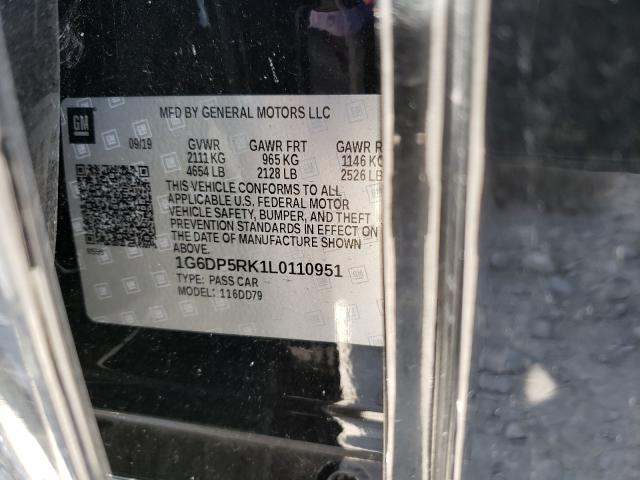 GM
MFD BY GENERAL MOTORS LLC
09/19 GVWR GAWR FRT GAWR R
2111 KG 965 KG 1146 KG
4654 LB 2128 LB 2526 LB
THIS VEHICLE CONFORMS TO ALL
APPLICABLE U.S. FEDERAL MOTOR
VEHICLE SAFETY, BUMPER, AND THEFT
PREVENTION STANDARDS IN EFFECT ON
THE DATE OF MANUFACTURE SHOWN
ABOVE.
1G6DP5RK1L0110951
TYPE: PASS CAR
MODEL: 116DD79